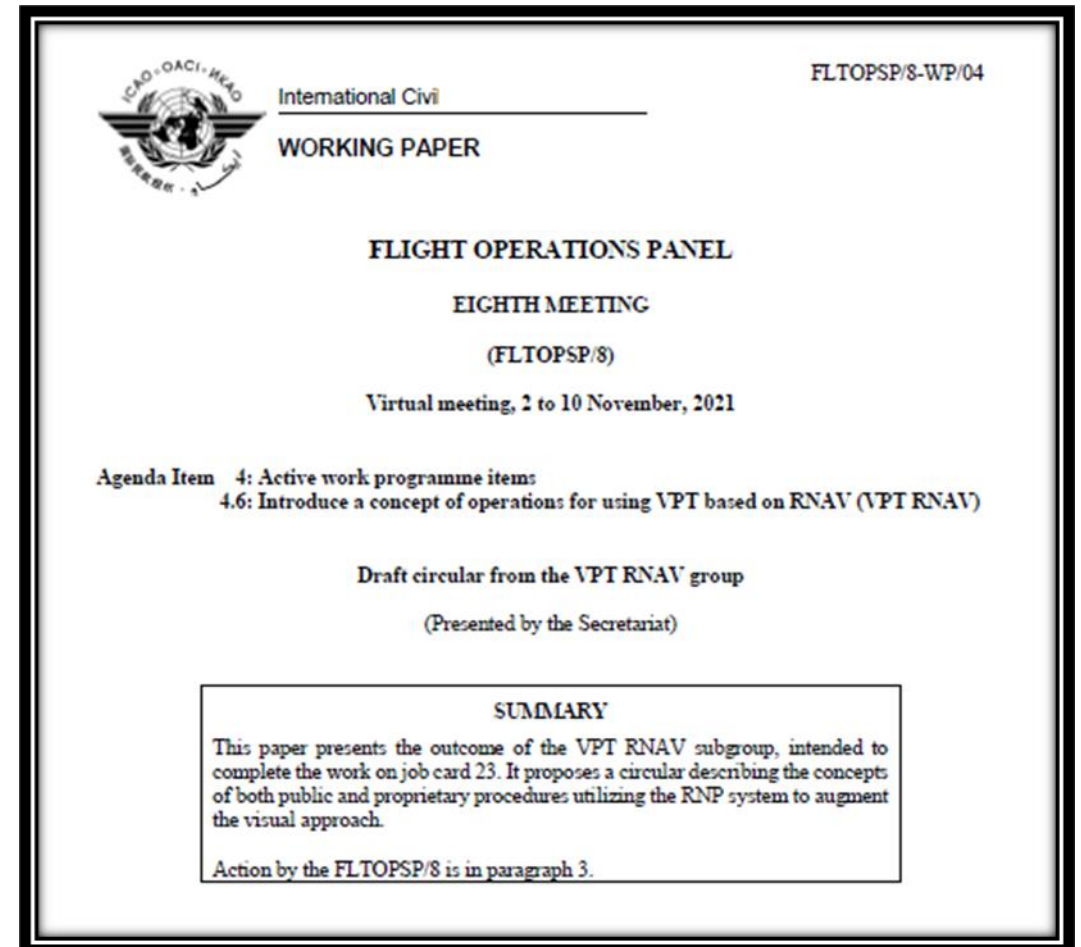 FLTOPSP/8-WP/04
ICAO · OACI · ИКАО
International Civil
WORKING PAPER
FLIGHT OPERATIONS PANEL
EIGHTH MEETING
(FLTOPSP/8)
Virtual meeting, 2 to 10 November, 2021
Agenda Item 4: Active work programme items
4.6: Introduce a concept of operations for using VPT based on RNAV (VPT RNAV)
Draft circular from the VPT RNAV group
(Presented by the Secretariat)
SUMMARY
This paper presents the outcome of the VPT RNAV subgroup, intended to
complete the work on job card 23. It proposes a circular describing the concepts
of both public and proprietary procedures utilizing the RNP system to augment
the visual approach.
Action by the FLTOPSP/8 is in paragraph 3.